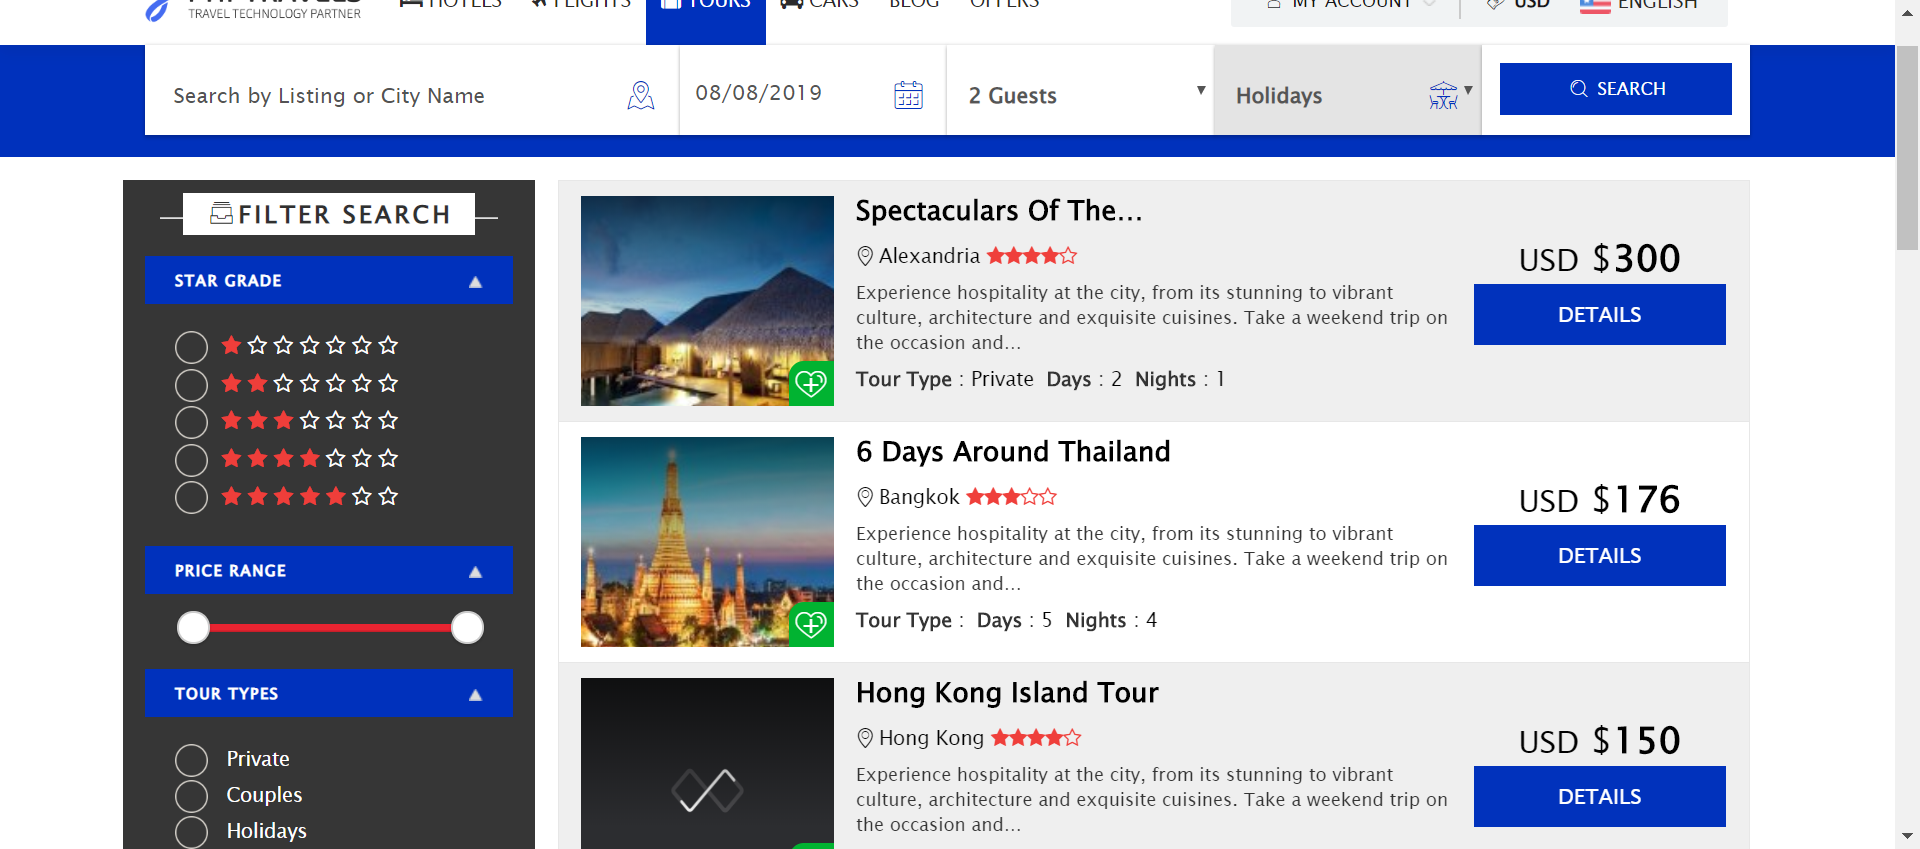 PHPTRAVELS
TRAVEL TECHNOLOGY PARTNER
HOTELS FLIGHTS TOURS CARS BLOG OFFERS MY ACCOUNT USD ENGLISH
Search by Listing or City Name 08/08/2019 2 Guests Holidays SEARCH
FILTER SEARCH
STAR GRADE
PRICE RANGE
TOUR TYPES
Private
Couples
Holidays
Spectaculars Of The...
Alexandria
Experience hospitality at the city, from its stunning to vibrant
culture, architecture and exquisite cuisines. Take a weekend trip on
the occasion and...
Tour Type : Private Days : 2 Nights : 1
USD $300
DETAILS
6 Days Around Thailand
Bangkok
Experience hospitality at the city, from its stunning to vibrant
culture, architecture and exquisite cuisines. Take a weekend trip on
the occasion and...
Tour Type : Days : 5 Nights : 4
USD $176
DETAILS
Hong Kong Island Tour
Hong Kong
Experience hospitality at the city, from its stunning to vibrant
culture, architecture and exquisite cuisines. Take a weekend trip on
the occasion and...
USD $150
DETAILS